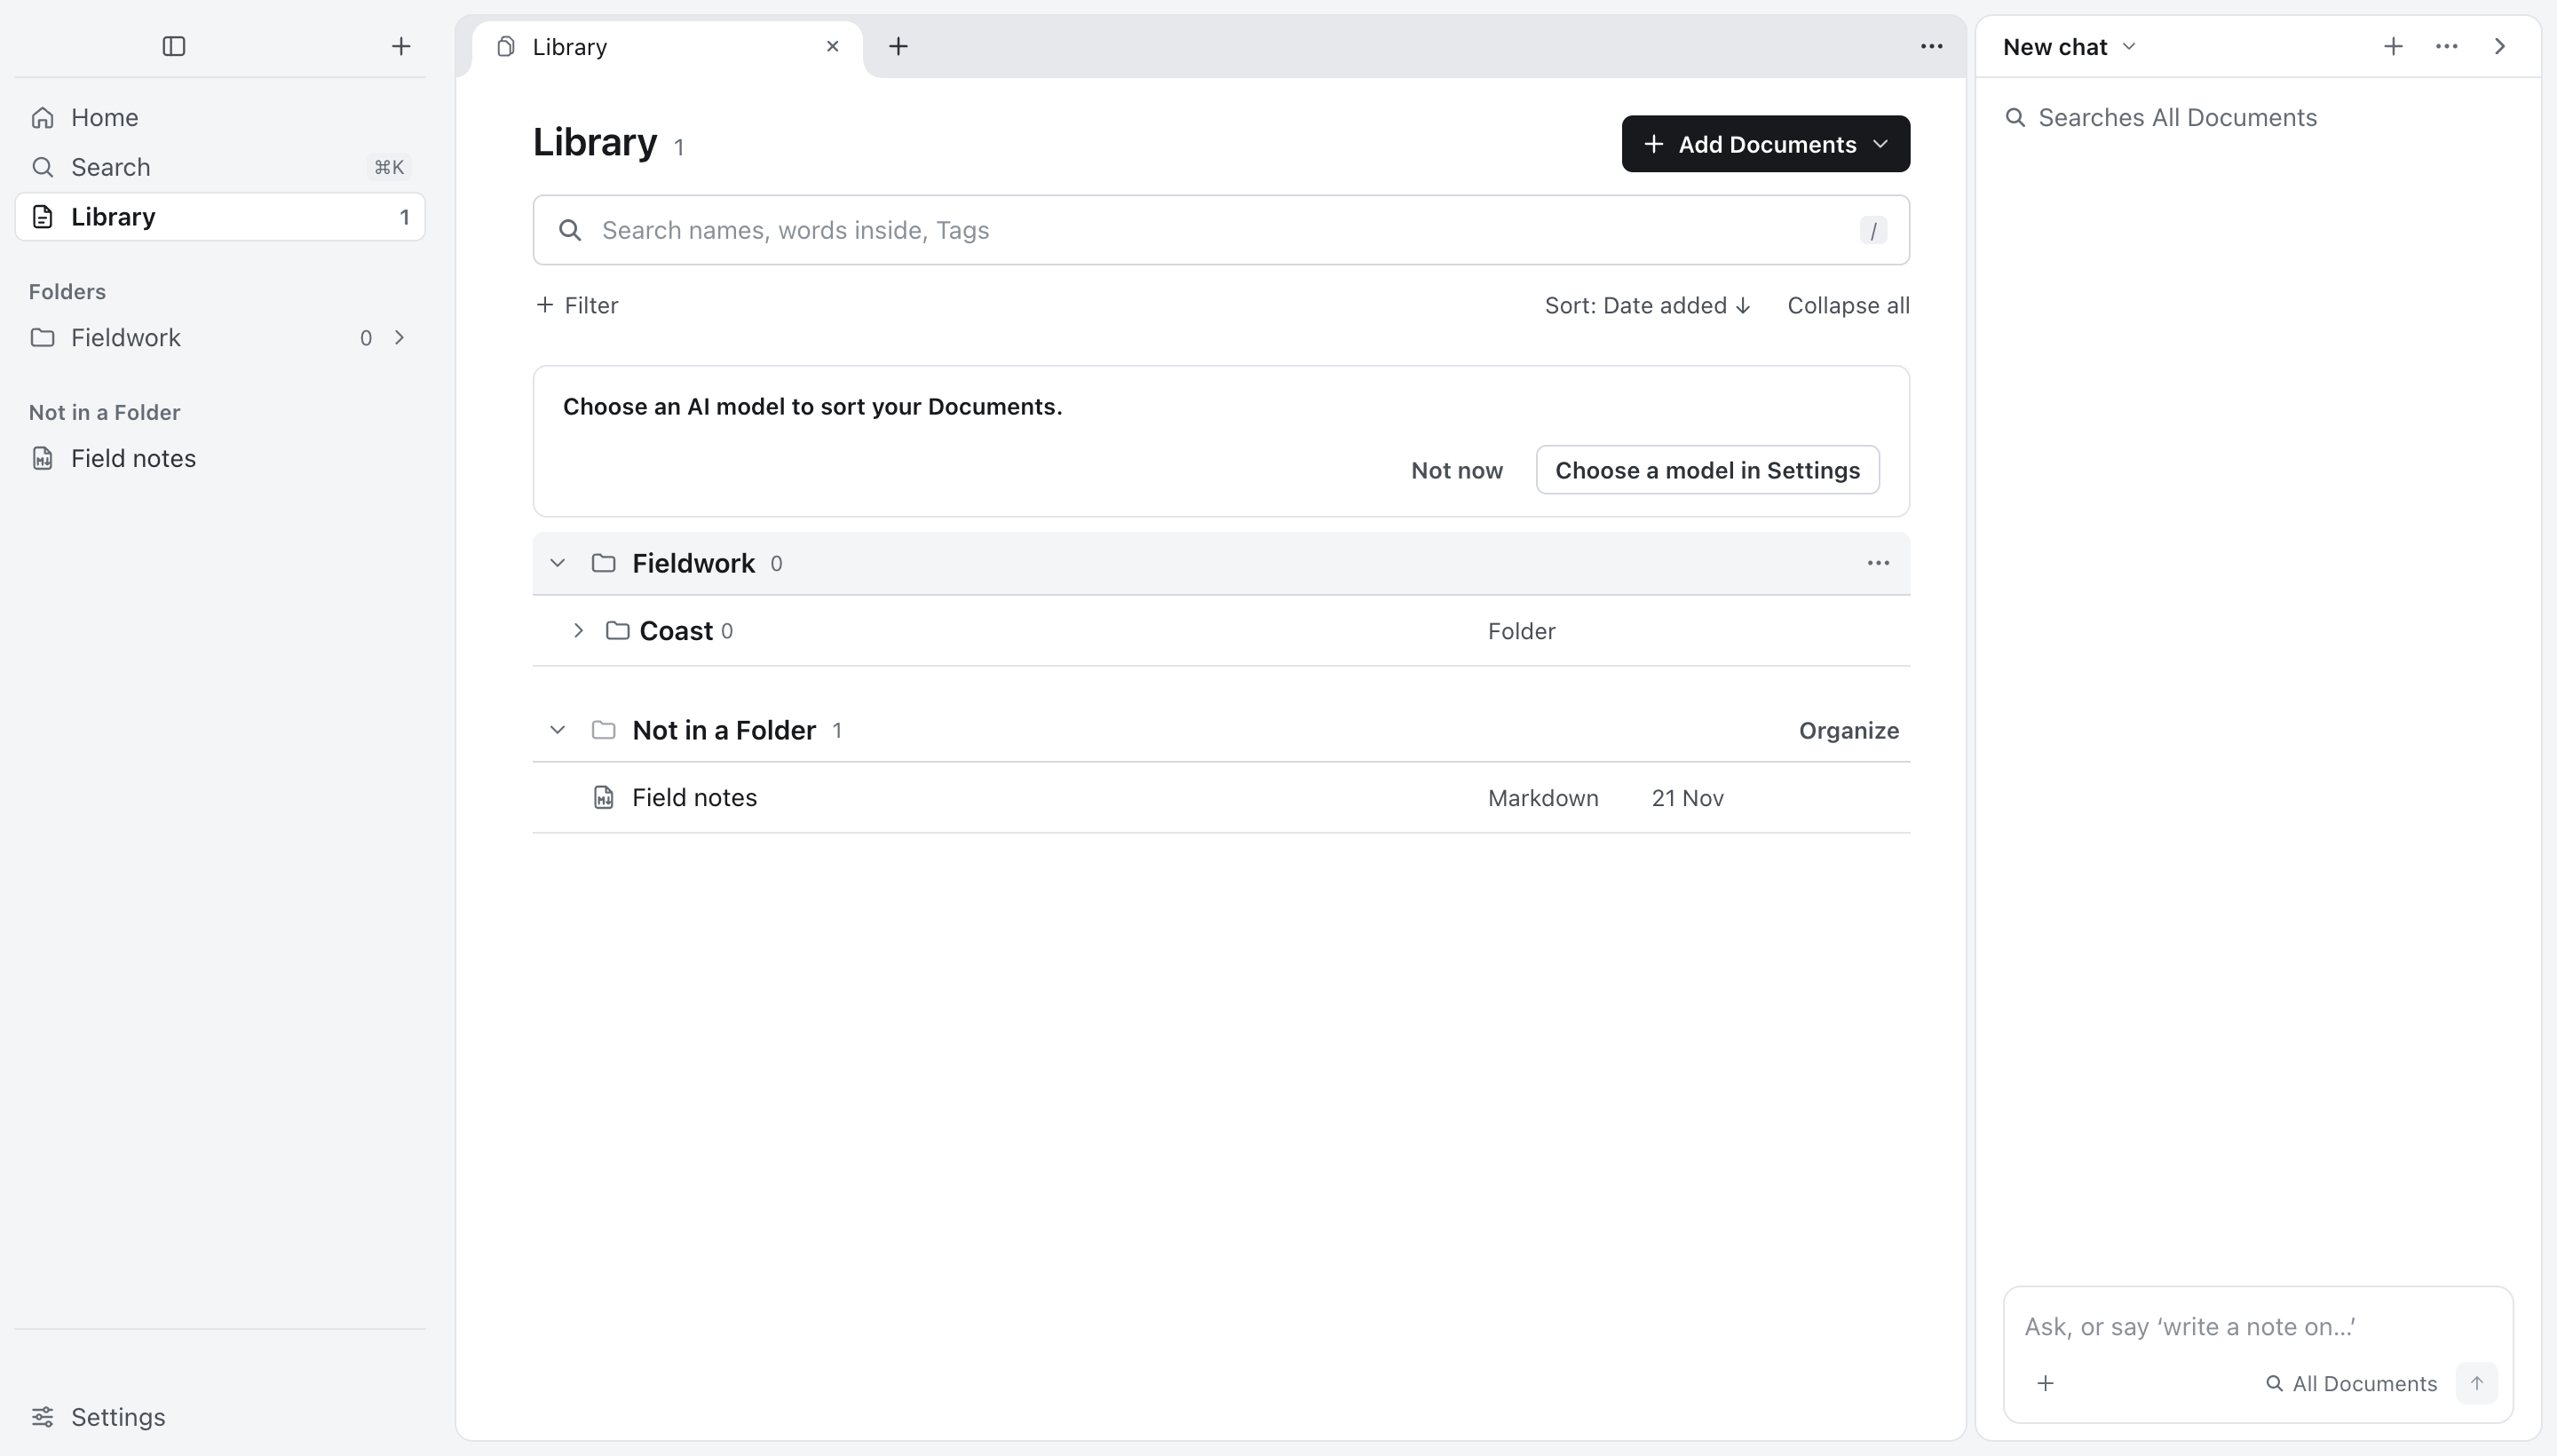 Home
Search ⌘K
Library 1
Folders
Fieldwork 0
Not in a Folder
Field notes
Settings
Library
Library 1
Add Documents
Search names, words inside, Tags /
Filter
Sort: Date added ↓ Collapse all
Choose an AI model to sort your Documents.
Not now Choose a model in Settings
Fieldwork 0
Coast 0 Folder
Not in a Folder 1 Organize
Field notes Markdown 21 Nov
New chat
Searches All Documents
Ask, or say ‘write a note on…’
All Documents